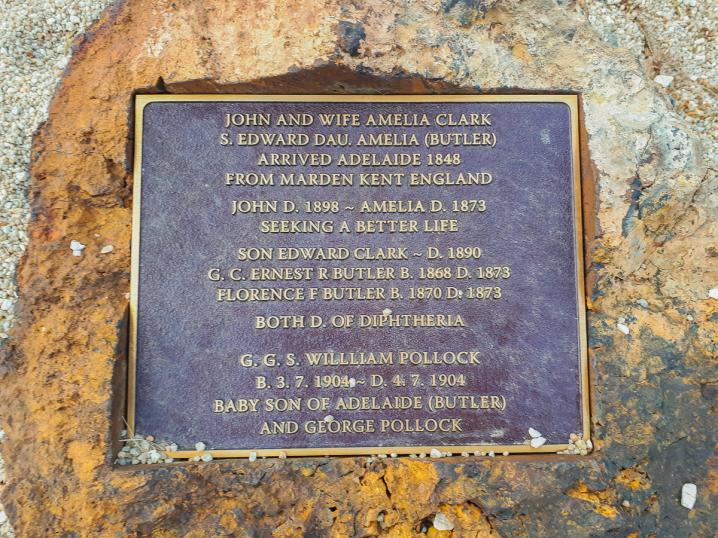 JOHN AND WIFE AMELIA CLARK
S. EDWARD DAU. AMELIA (BUTLER)
ARRIVED ADELAIDE 1848
FROM MARDEN KENT ENGLAND
JOHN D. 1898 ~ AMELIA D. 1873
SEEKING A BETTER LIFE
SON EDWARD CLARK ~ D. 1890
G. C. ERNEST R BUTLER B. 1868 D. 1873
FLORENCE F BUTLER B. 1870 D. 1873
BOTH D. OF DIPHTHERIA
G. G. S. WILLLIAM POLLOCK
B. 3. 7. 1904 ~ D. 4. 7. 1904
BABY SON OF ADELAIDE (BUTLER)
AND GEORGE POLLOCK